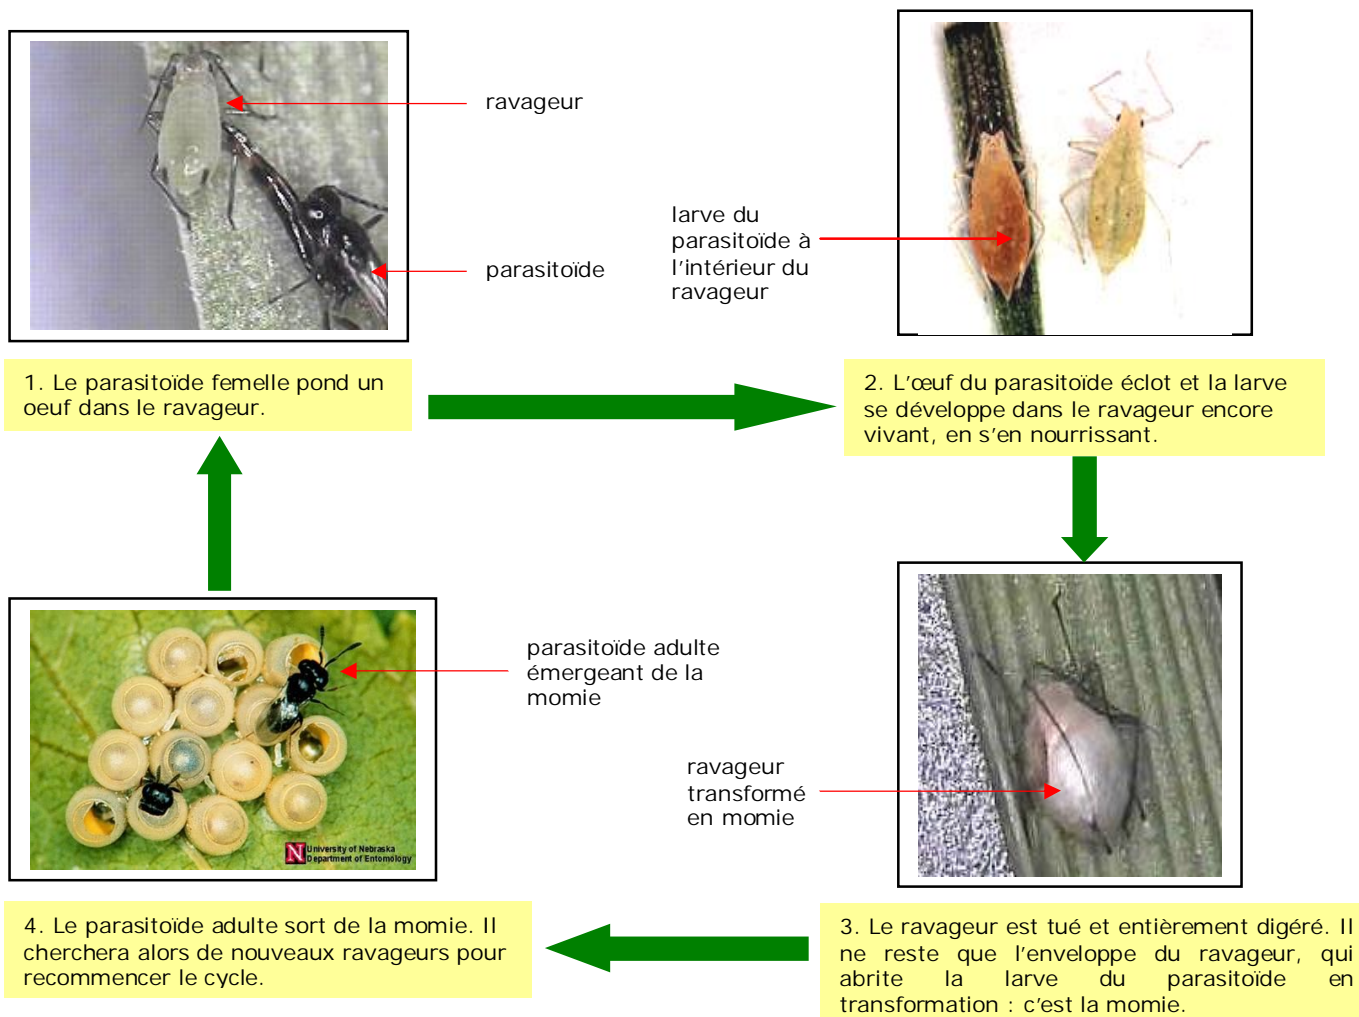 ravageur
parasitoïde
larve du
parasitoïde à
l'intérieur du
ravageur
1. Le parasitoïde femelle pond un
oeuf dans le ravageur.
2. L'œuf du parasitoïde éclot et la larve
se développe dans le ravageur encore
vivant, en s'en nourrissant.
parasitoïde adulte
émergeant de la
momie
ravageur
transformé
en momie
N University of Nebraska
Department of Entomology
4. Le parasitoïde adulte sort de la momie. Il
cherchera alors de nouveaux ravageurs pour
recommencer le cycle.
3. Le ravageur est tué et entièrement digéré. Il
ne reste que l'enveloppe du ravageur, qui
abrite la larve du parasitoïde en
transformation : c'est la momie.